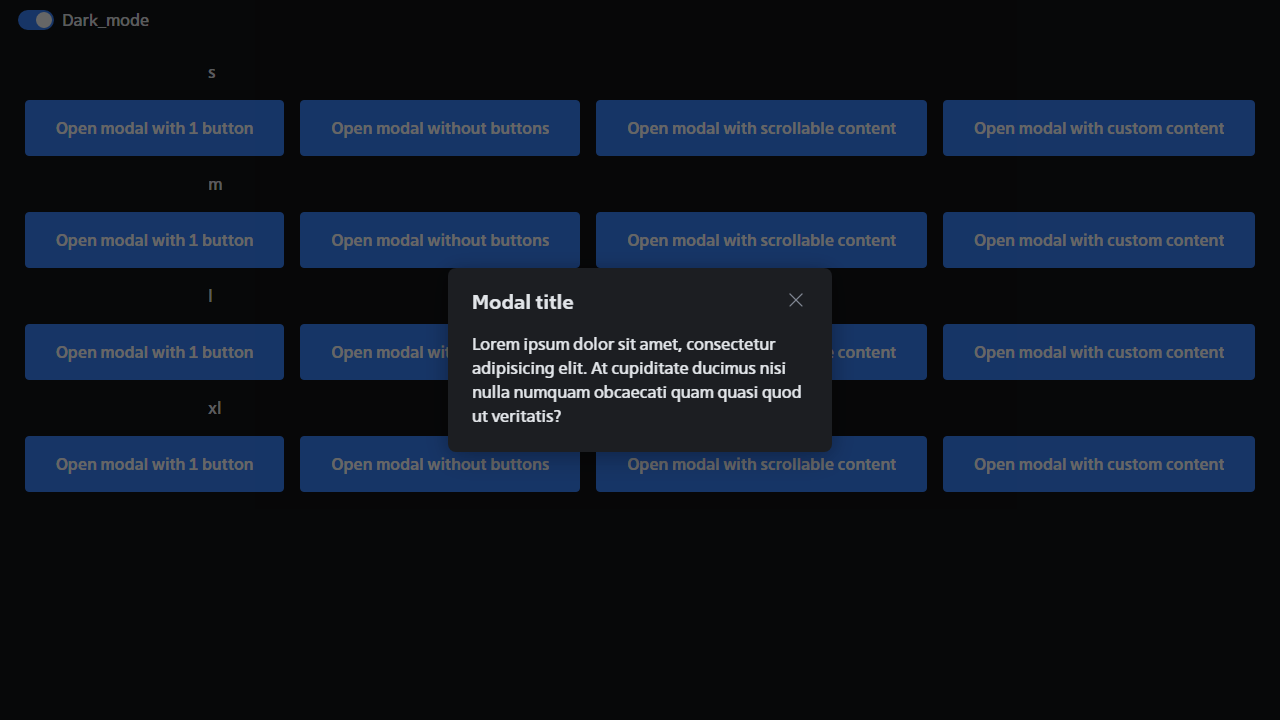 Dark_mode
s
Open modal with 1 button
Open modal without buttons
Open modal with scrollable content
Open modal with custom content
m
Open modal with 1 button
Open modal without buttons
Open modal with scrollable content
Open modal with custom content
l
Open modal with 1 button
Open modal
content
Open modal with custom content
Modal title
Lorem ipsum dolor sit amet, consectetur
adipisicing elit. At cupiditate ducimus nisi
nulla numquam obcaecati quam quasi quod
ut veritatis?
xl
Open modal with 1 button
Open modal without buttons
Open modal with scrollable content
Open modal with custom content